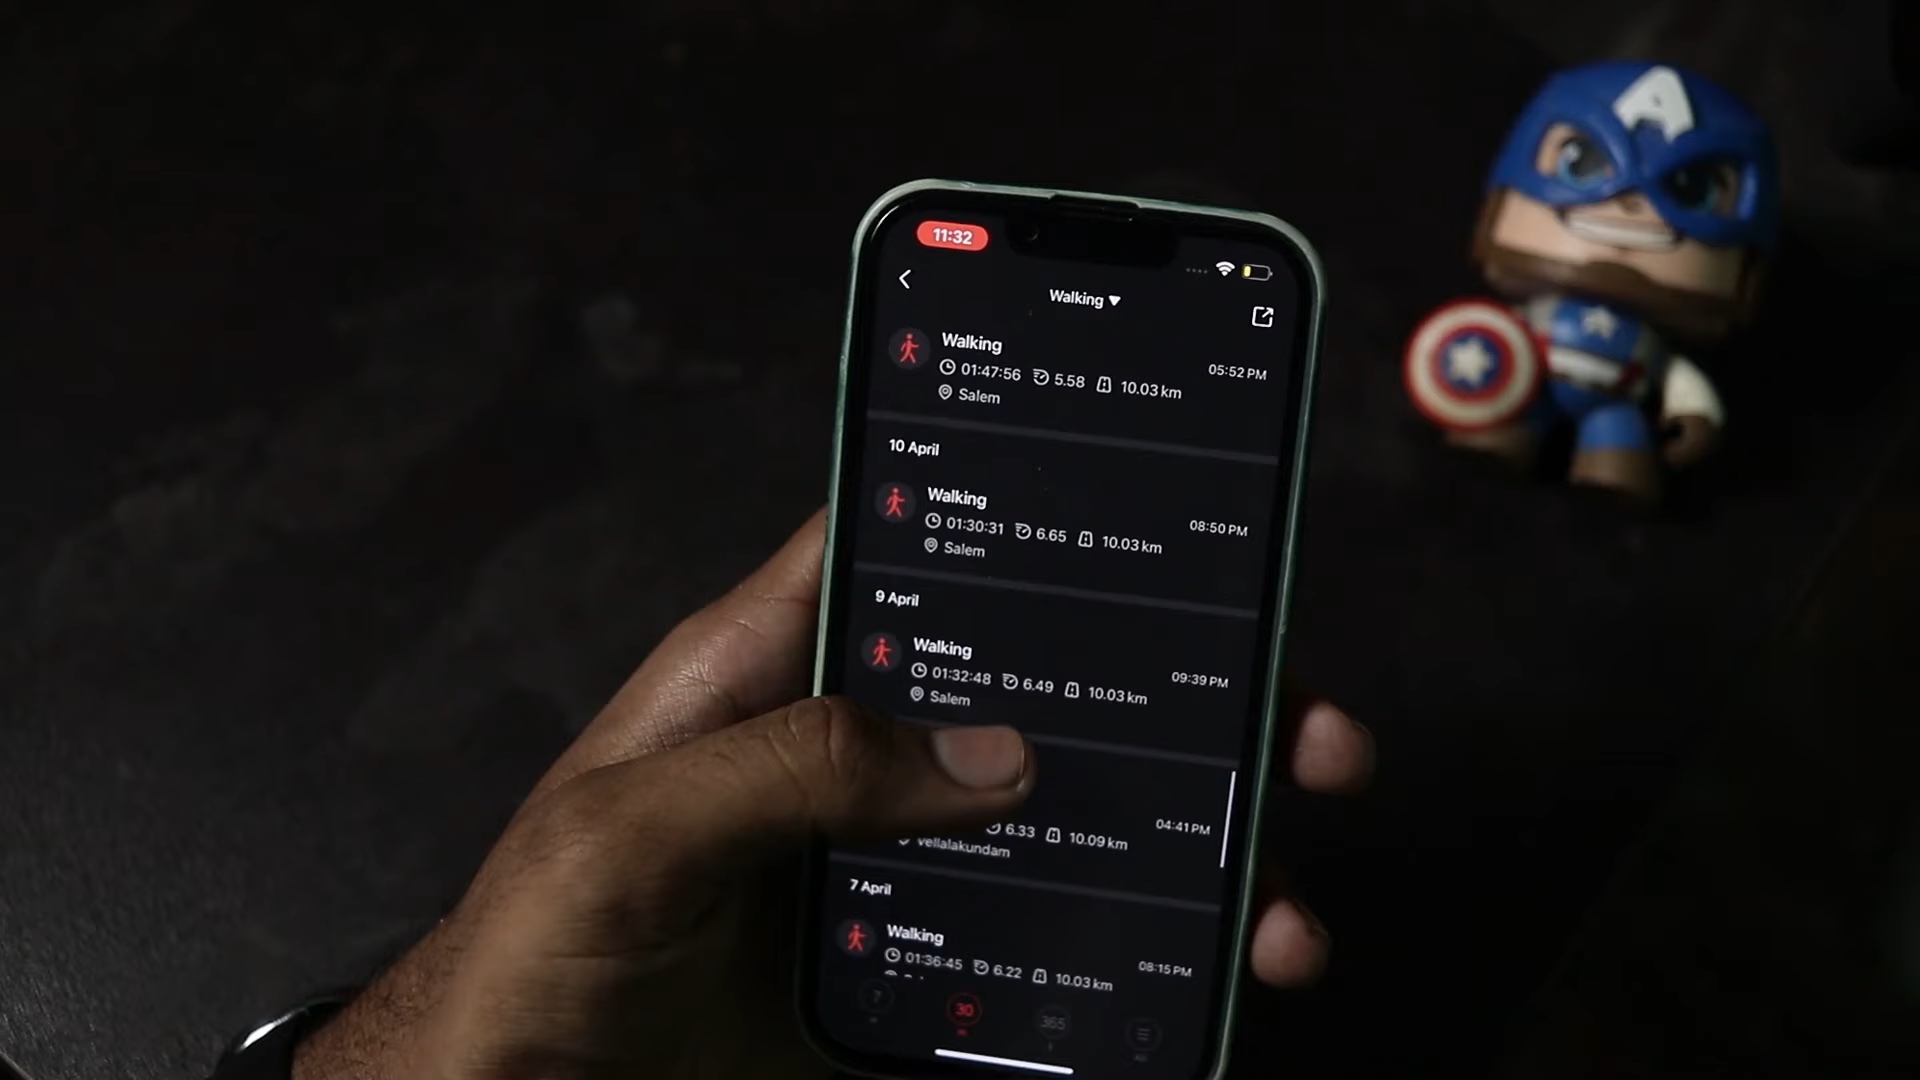 11:32
Walking
Walking
01:47:56 5.58 10.03 km
05:52 PM
Salem
10 April
Walking
01:30:31 6.65 10.03 km
08:50 PM
Salem
9 April
Walking
01:32:48 6.49 10.03 km
09:39 PM
Salem
6.33 10.09 km
04:41 PM
Vellalakundam
7 April
Walking
01:36:45 6.22 10.03 km
08:15 PM
7
30
365
A